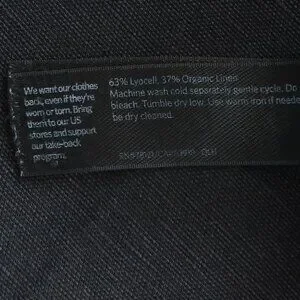 We want our clothes
back, even if they're
worn or torn. Bring
them to our US
stores and support
our take-back
program.
63% Lyocell, 37% Organic Linen
Machine wash cold separately gentle cycle. Do
bleach. Tumble dry low. Use warm iron if needed
be dry cleaned.